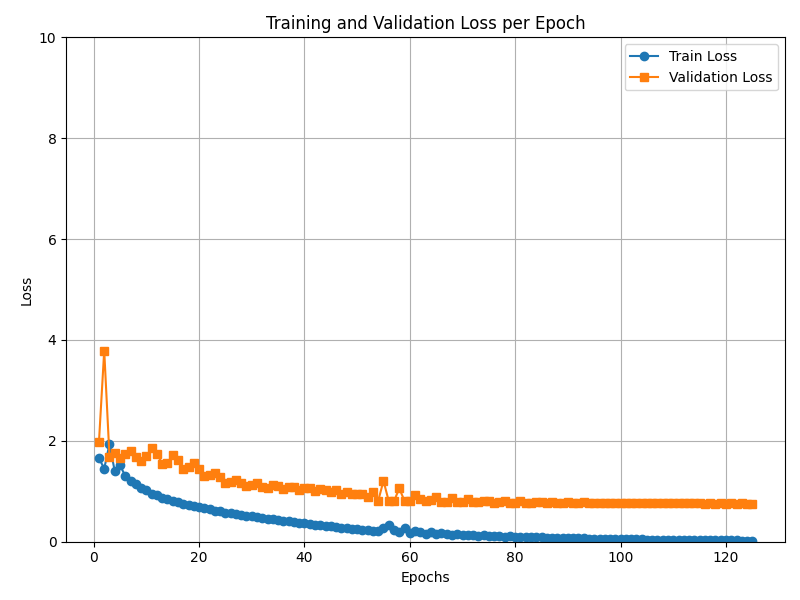 Training and Validation Loss per Epoch
Train Loss
Validation Loss
10
8
6
4
2
0
Loss
0 20 40 60 80 100 120
Epochs